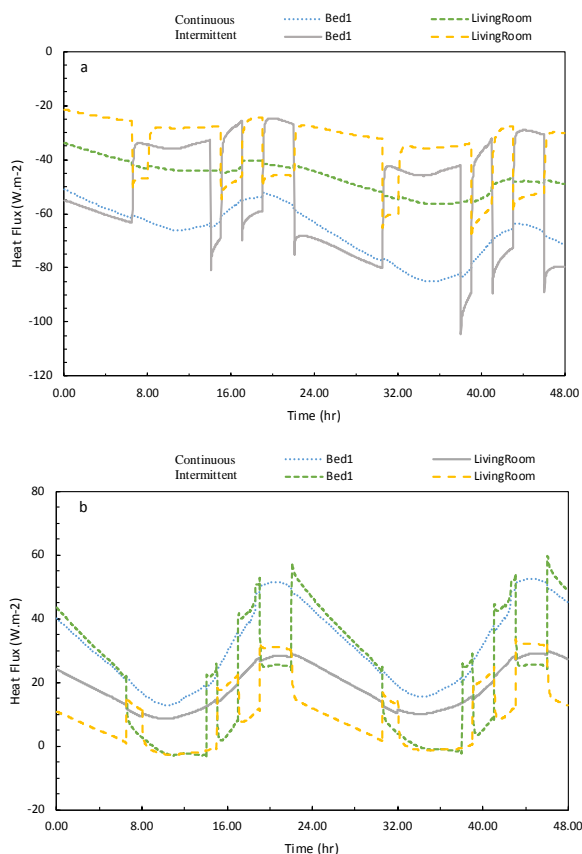 Continuous Bed1 LivingRoom
Intermittent Bed1 LivingRoom
a
0
-20
-40
-60
-80
-100
-120
Heat Flux (W.m-2)
0.00 8.00 16.00 24.00 32.00 40.00 48.00
Time (hr)
Continuous Bed1 LivingRoom
Intermittent Bed1 LivingRoom
b
80
60
40
20
0
-20
Heat Flux (W.m-2)
0.00 8.00 16.00 24.00 32.00 40.00 48.00
Time (hr)